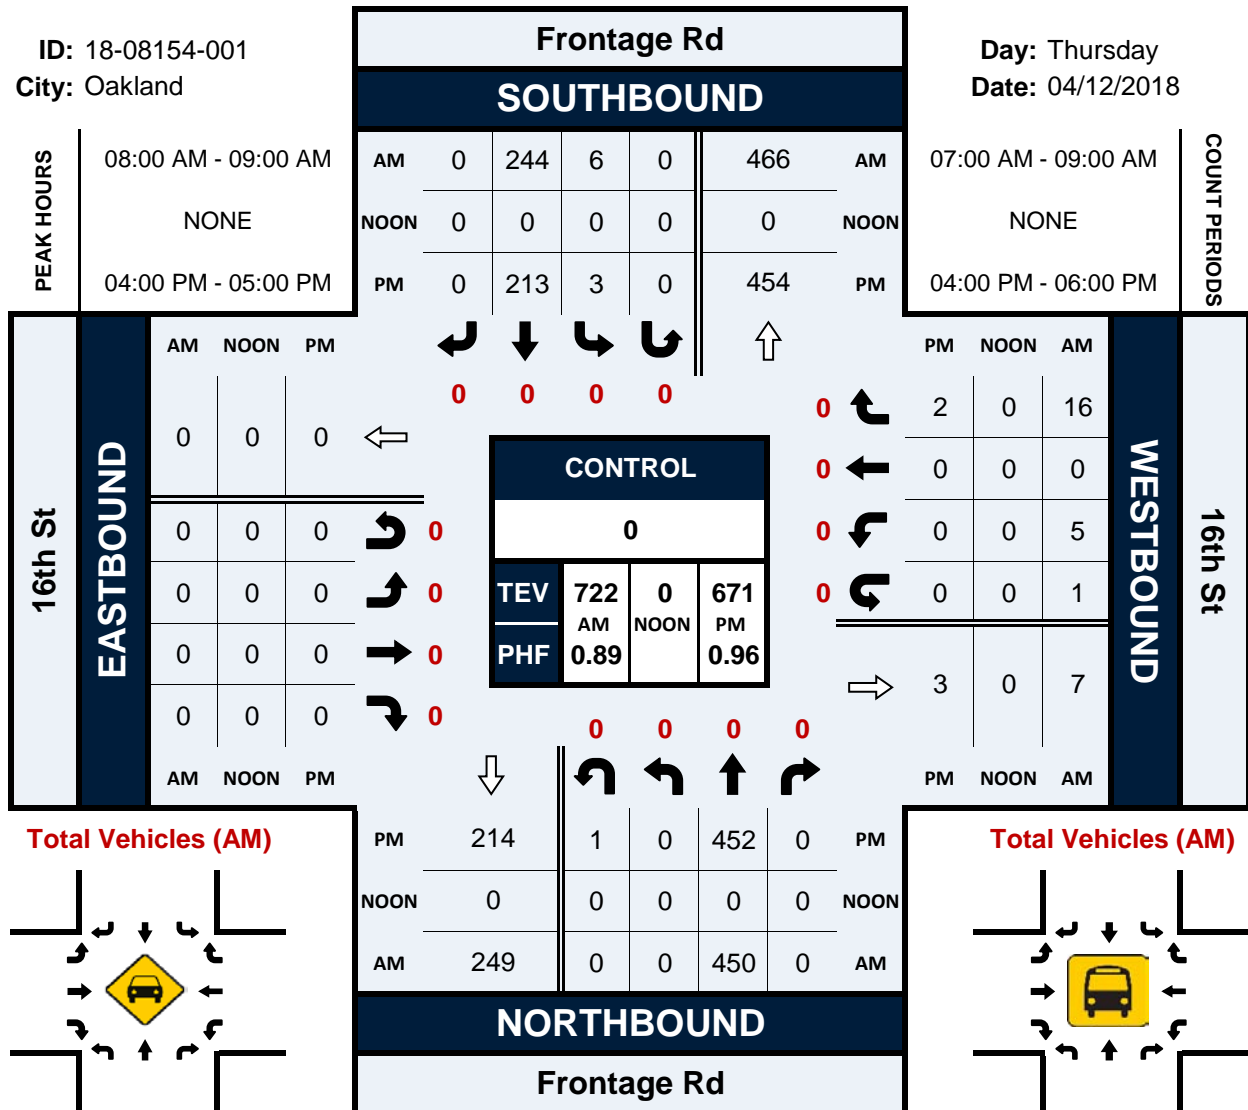 ID: 18-08154-001
City: Oakland
Frontage Rd
SOUTHBOUND
Day: Thursday
Date: 04/12/2018
PEAK HOURS
08:00 AM - 09:00 AM
NONE
04:00 PM - 05:00 PM
AM 0 244 6 0 466 AM
NOON 0 0 0 0 0 NOON
PM 0 213 3 0 454 PM
07:00 AM - 09:00 AM
NONE
04:00 PM - 06:00 PM
COUNT PERIODS
0 0 0 0
16th St
EASTBOUND
AM NOON PM
0 0 0
0 0 0 0
0 0 0 0
0 0 0 0
0 0 0 0
AM NOON PM
CONTROL
0
TEV 722 0 671
AM NOON PM
PHF 0.89 0.96
PM NOON AM
0 2 0 16
0 0 0 0
0 0 0 5
0 0 0 1
3 0 7
PM NOON AM
WESTBOUND
16th St
0 0 0 0
PM 214 1 0 452 0 PM
NOON 0 0 0 0 0 NOON
AM 249 0 0 450 0 AM
NORTHBOUND
Frontage Rd
Total Vehicles (AM)
Total Vehicles (AM)